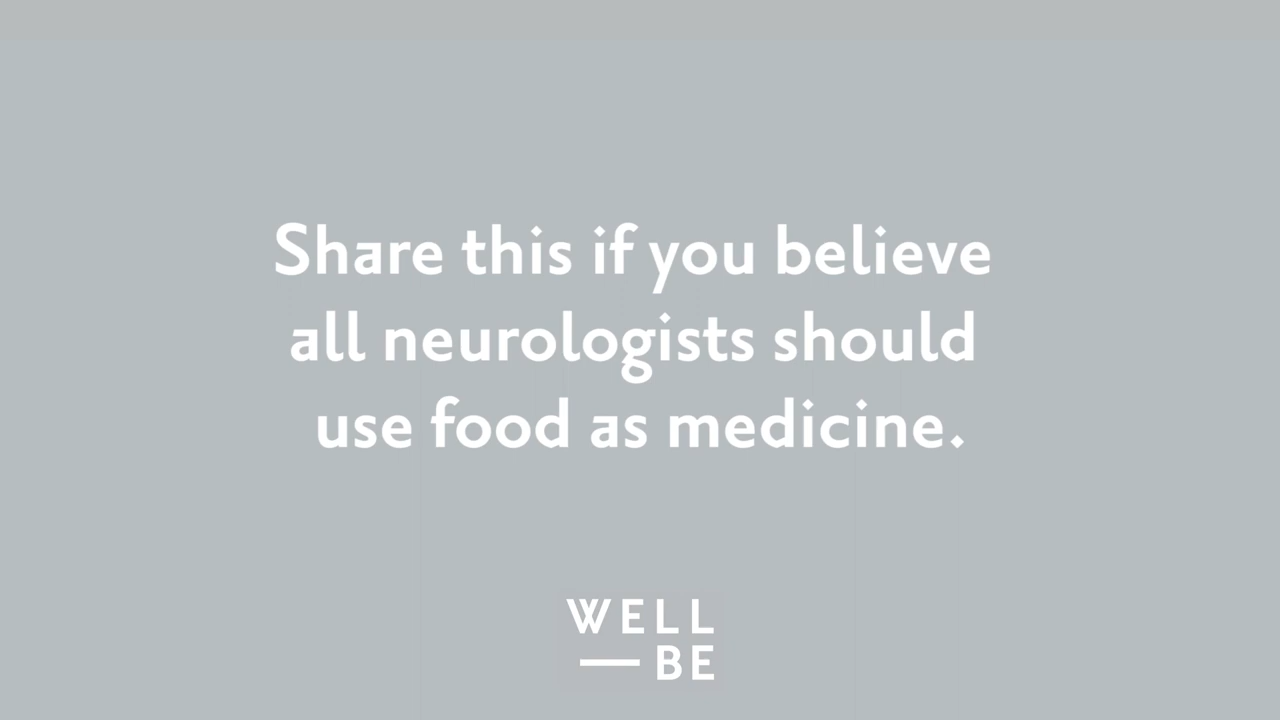 Share this if you believe
all neurologists should
use food as medicine.
WELL
BE